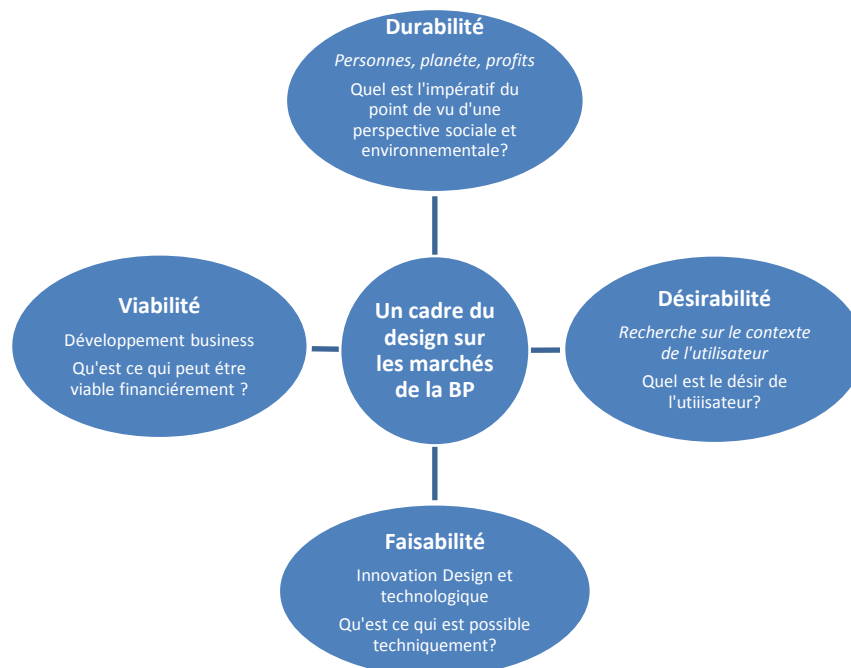 Durabilité
Personnes, planéte, profits
Quel est l'impératif du
point de vu d'une
perspective sociale et
environnementale?
Viabilité
Développement business
Qu'est ce qui peut étre
viable financiérement ?
Un cadre du
design sur
les marchés
de la BP
Désirabilité
Recherche sur le contexte
de l'utilisateur
Quel est le désir de
l'utiiisateur?
Faisabilité
Innovation Design et
technologique
Qu'est ce qui est possible
techniquement?